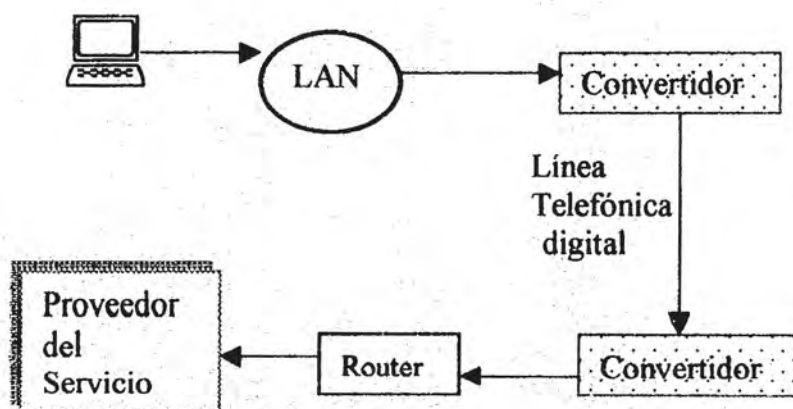 LAN
Convertidor
Línea
Telefónica
digital
Convertidor
Router
Proveedor
del
Servicio